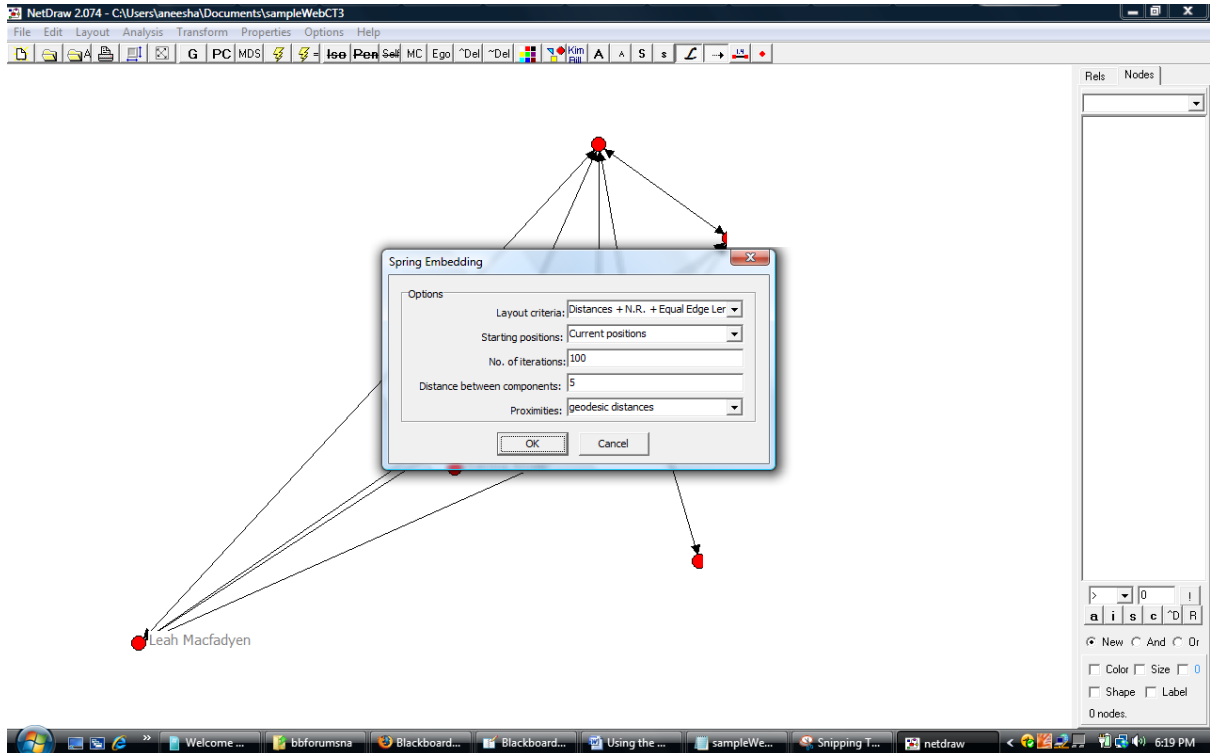 NetDraw 2.074 - C:\Users\aneesha\Documents\sampleWebCT3
File Edit Layout Analysis Transform Properties Options Help
A G PC MDS = Iso Pen Self MC Ego ^Del ~Del Kim Bill A A S s L
Rels Nodes
Spring Embedding
Options
Layout criteria: Distances + N.R. + Equal Edge Ler
Starting positions: Current positions
No. of iterations: 100
Distance between components: 5
Proximities: geodesic distances
OK Cancel
Leah Macfadyen
> 0 !
a i s c ^D R
New And Or
Color Size 0
Shape Label
0 nodes.
» Welcome ... bbforumsna Blackboard... Blackboard... Using the ... sampleWe... Snipping T... netdraw < 6:19 PM